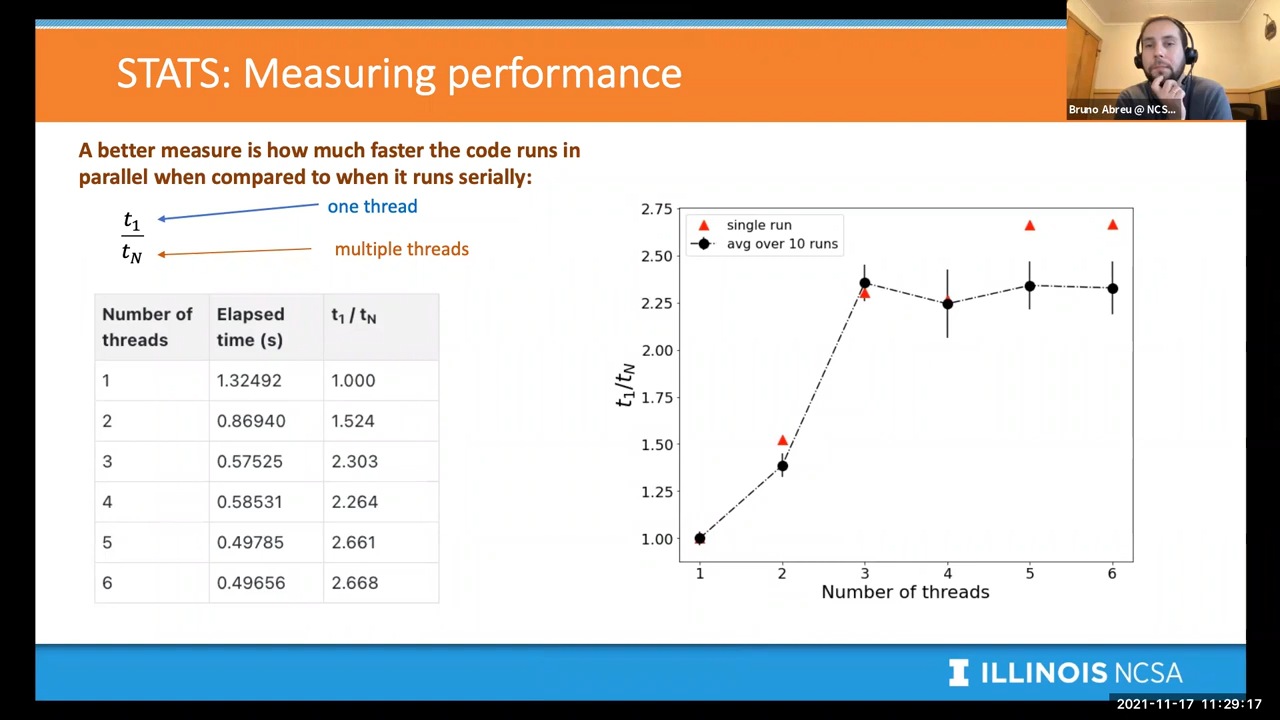 STATS: Measuring performance
Bruno Abreu @ NCS...
A better measure is how much faster the code runs in
parallel when compared to when it runs serially:
t1
tN
one thread
multiple threads
Number of threads Elapsed time (s) t1 / tN
1 1.32492 1.000
2 0.86940 1.524
3 0.57525 2.303
4 0.58531 2.264
5 0.49785 2.661
6 0.49656 2.668
single run
avg over 10 runs
t1/tN
2.75
2.50
2.25
2.00
1.75
1.50
1.25
1.00
1 2 3 4 5 6
Number of threads
I ILLINOIS NCSA
2021-11-17 11:29:17